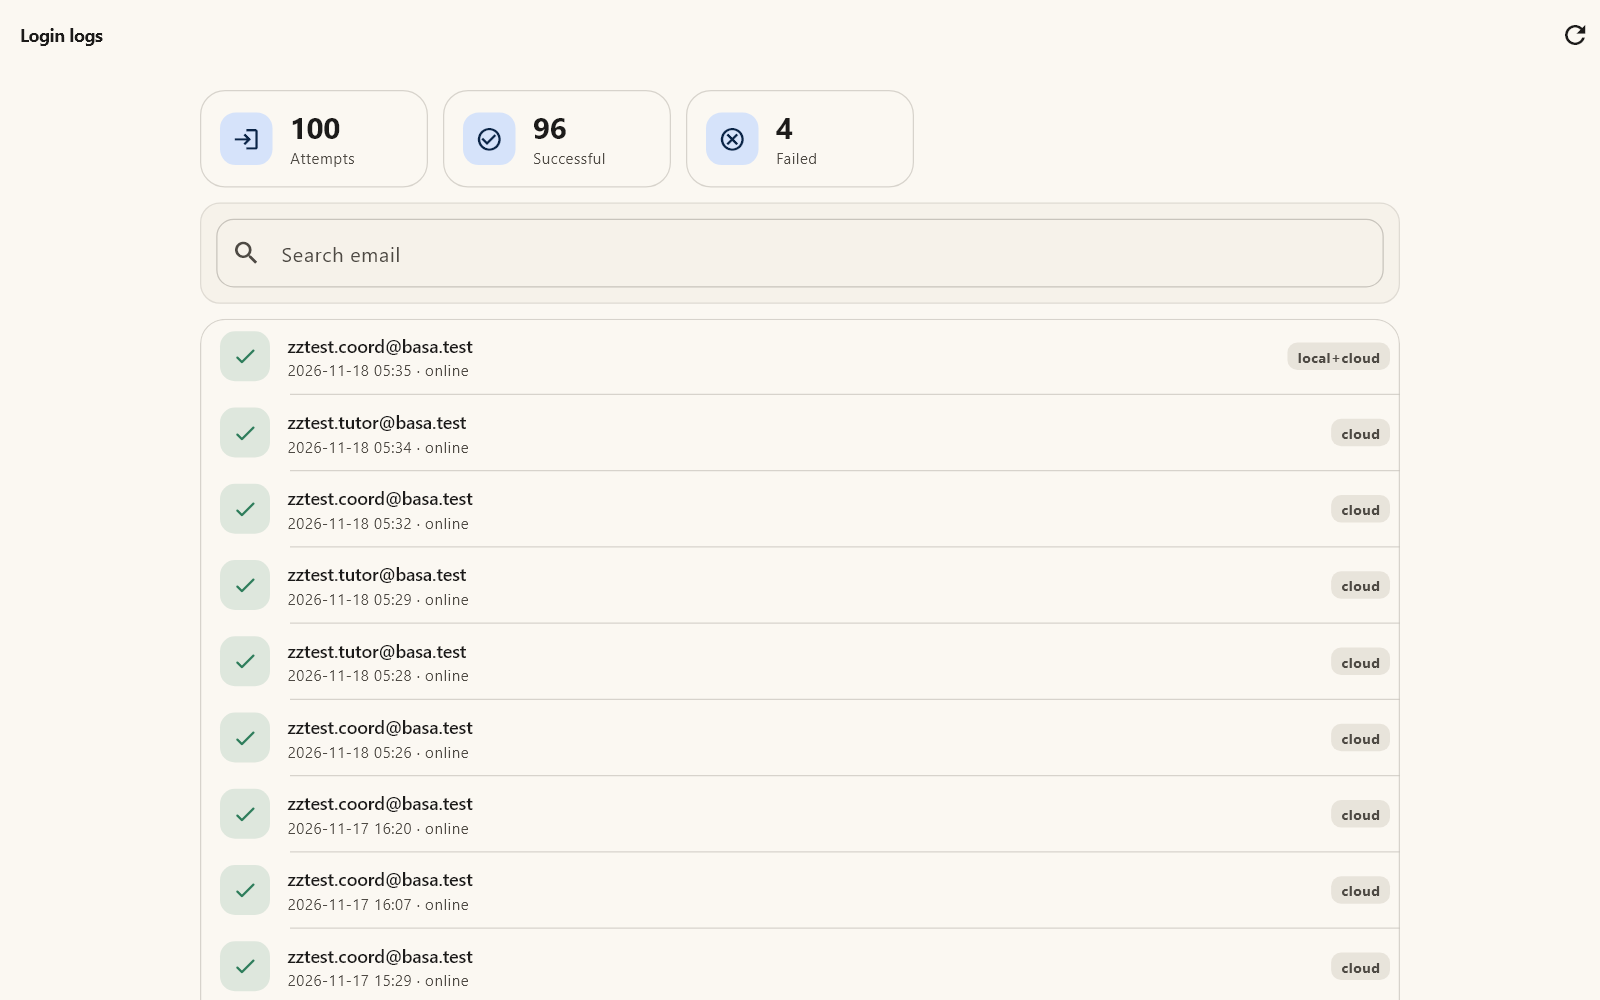 Login logs
100
Attempts
96
Successful
4
Failed
Search email
zztest.coord@basa.test
2026-11-18 05:35 · online
local+cloud
zztest.tutor@basa.test
2026-11-18 05:34 · online
cloud
zztest.coord@basa.test
2026-11-18 05:32 · online
cloud
zztest.tutor@basa.test
2026-11-18 05:29 · online
cloud
zztest.tutor@basa.test
2026-11-18 05:28 · online
cloud
zztest.coord@basa.test
2026-11-18 05:26 · online
cloud
zztest.coord@basa.test
2026-11-17 16:20 · online
cloud
zztest.coord@basa.test
2026-11-17 16:07 · online
cloud
zztest.coord@basa.test
2026-11-17 15:29 · online
cloud